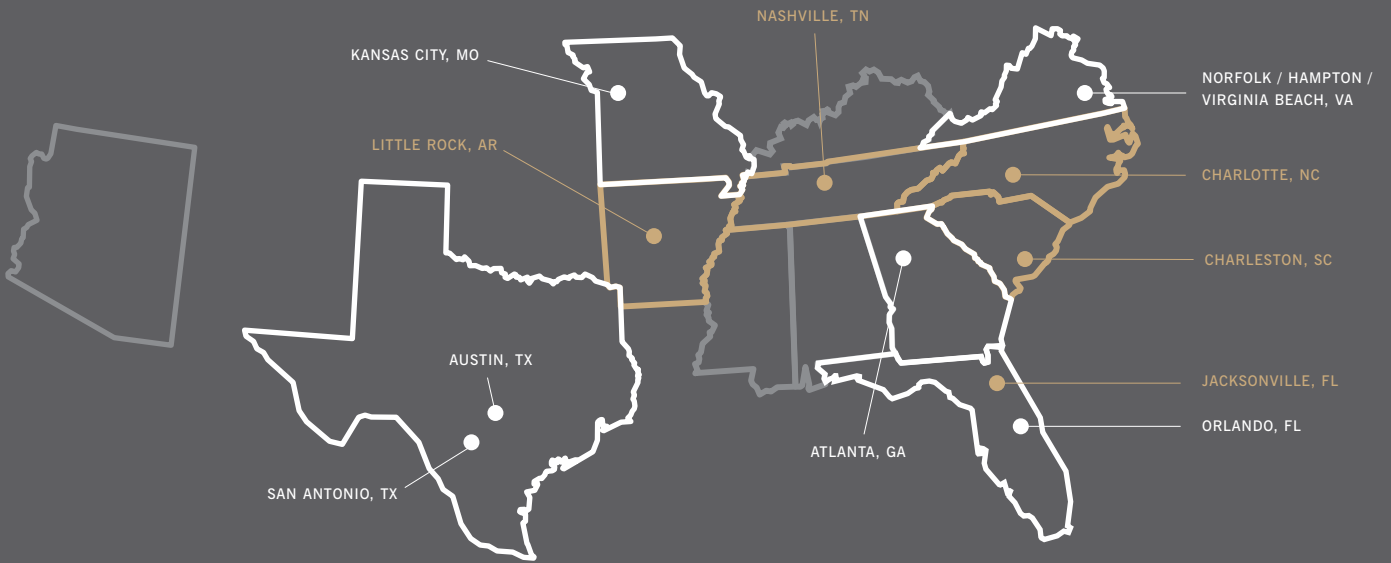 NASHVILLE, TN
KANSAS CITY, MO
NORFOLK / HAMPTON /
VIRGINIA BEACH, VA
LITTLE ROCK, AR
CHARLOTTE, NC
CHARLESTON, SC
AUSTIN, TX
JACKSONVILLE, FL
ORLANDO, FL
ATLANTA, GA
SAN ANTONIO, TX